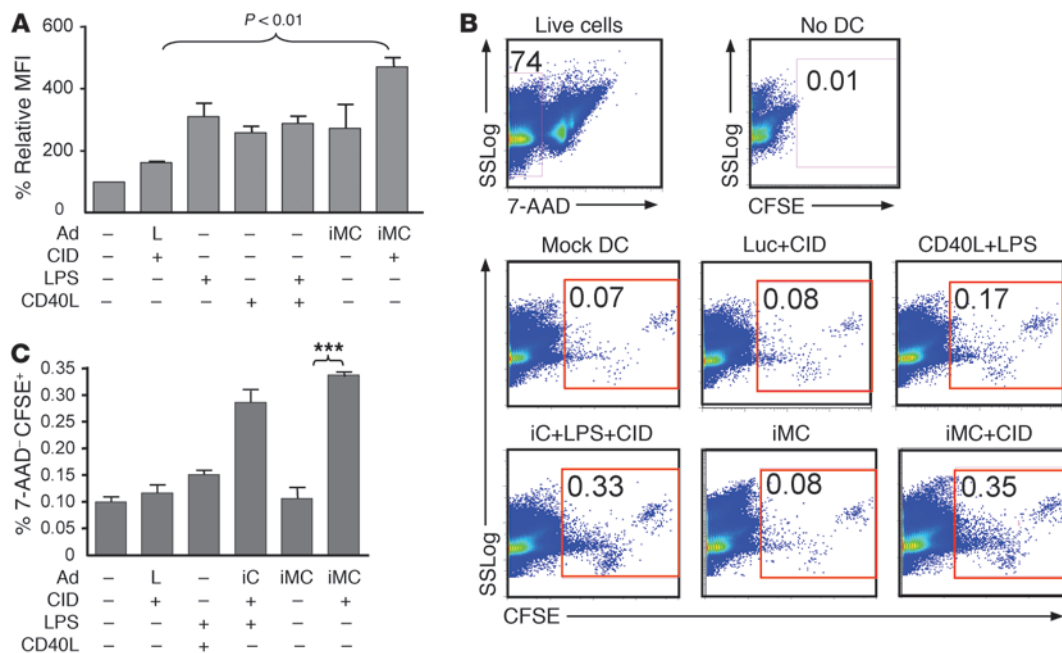 A
P < 0.01
% Relative MFI
600
400
200
0
Ad – L – – – iMC iMC
CID – + – – – – +
LPS – – + – + – –
CD40L – – – + + – –
B
Live cells
74
SSLog
7-AAD
No DC
0.01
SSLog
CFSE
Mock DC
0.07
Luc+CID
0.08
CD40L+LPS
0.17
iC+LPS+CID
0.33
iMC
0.08
iMC+CID
0.35
SSLog
CFSE
C
***
% 7-AAD⁻ CFSE⁺
0.35
0.30
0.25
0.20
0.15
0.10
0.05
0
Ad – L – iC iMC iMC
CID – + – + – +
LPS – – + + – –
CD40L – – + – – –